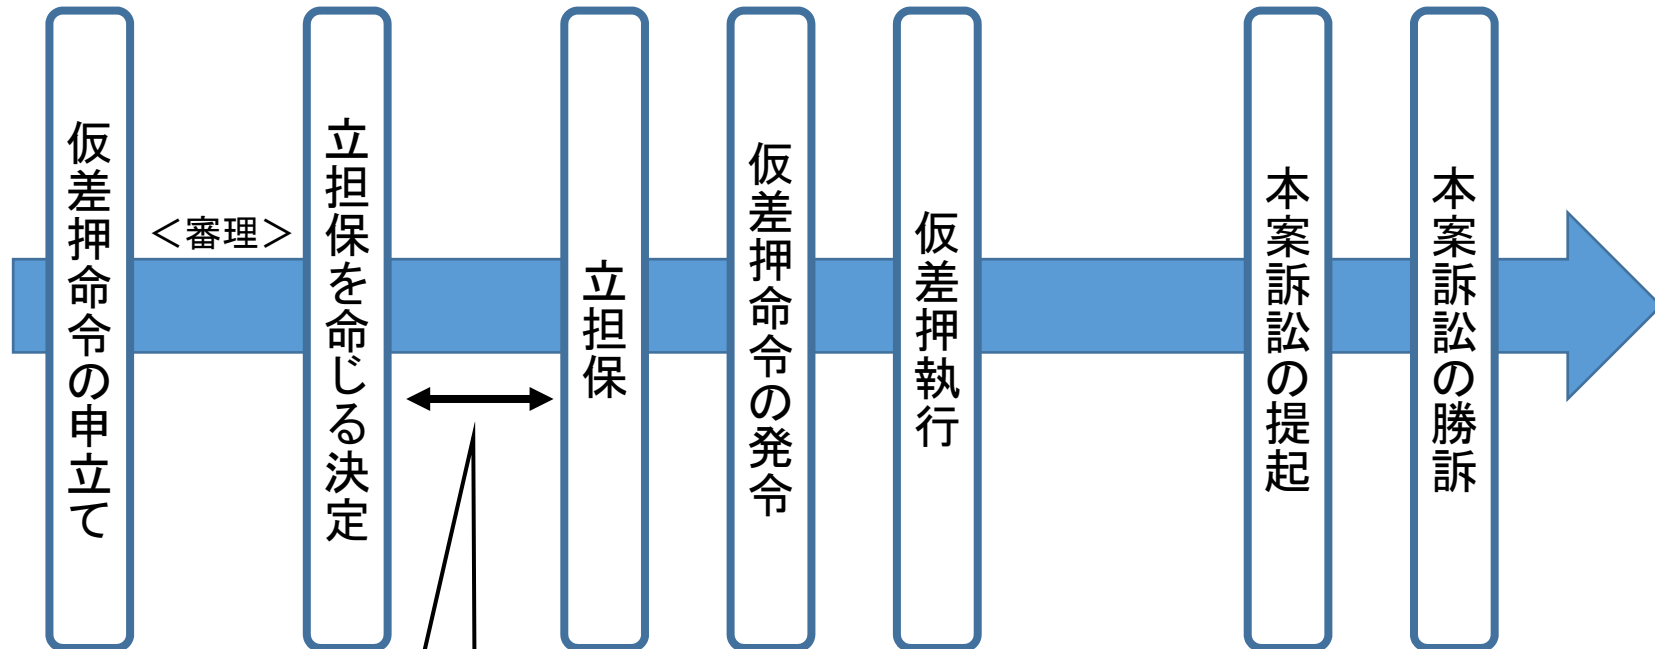 仮差押命令の申立て
＜審理＞
立担保を命じる決定
立担保
仮差押命令の発令
仮差押執行
本案訴訟の提起
本案訴訟の勝訴